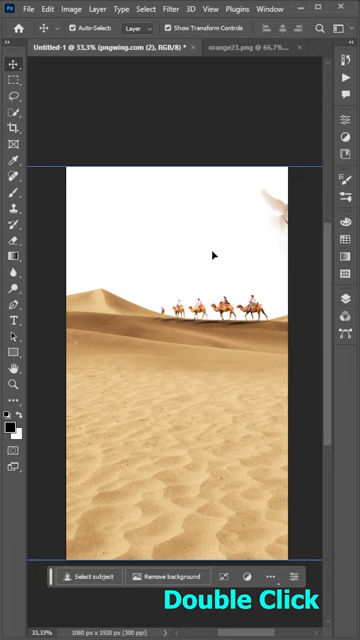 Ps File Edit Image Layer Type Select Filter 3D View Plugins Window
Auto-Select: Layer Show Transform Controls
Untitled-1 @ 33,3% (pngwing.com (2), RGB/8) * × orange23.png @ 66,7%... ×
Select subject Remove background
Double Click
33,33% 1080 px x 1920 px (300 ppi)